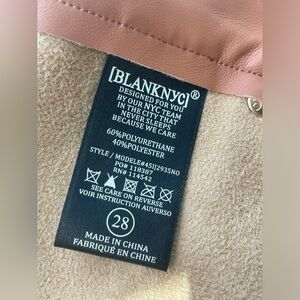 [BLANKNYC]®
DESIGNED FOR YOU
BY OUR NYC TEAM
IN THE CITY THAT
NEVER SLEEPS
BECAUSE WE CARE
60%POLYURETHANE
40%POLYESTER
STYLE / MODELE#45JJ2935NO
PO# 118387
RN# 114542
SEE CARE ON REVERSE
VOIR INSTRUCTION AUVERSO
28
MADE IN CHINA
FABRIQUÉ EN CHINE